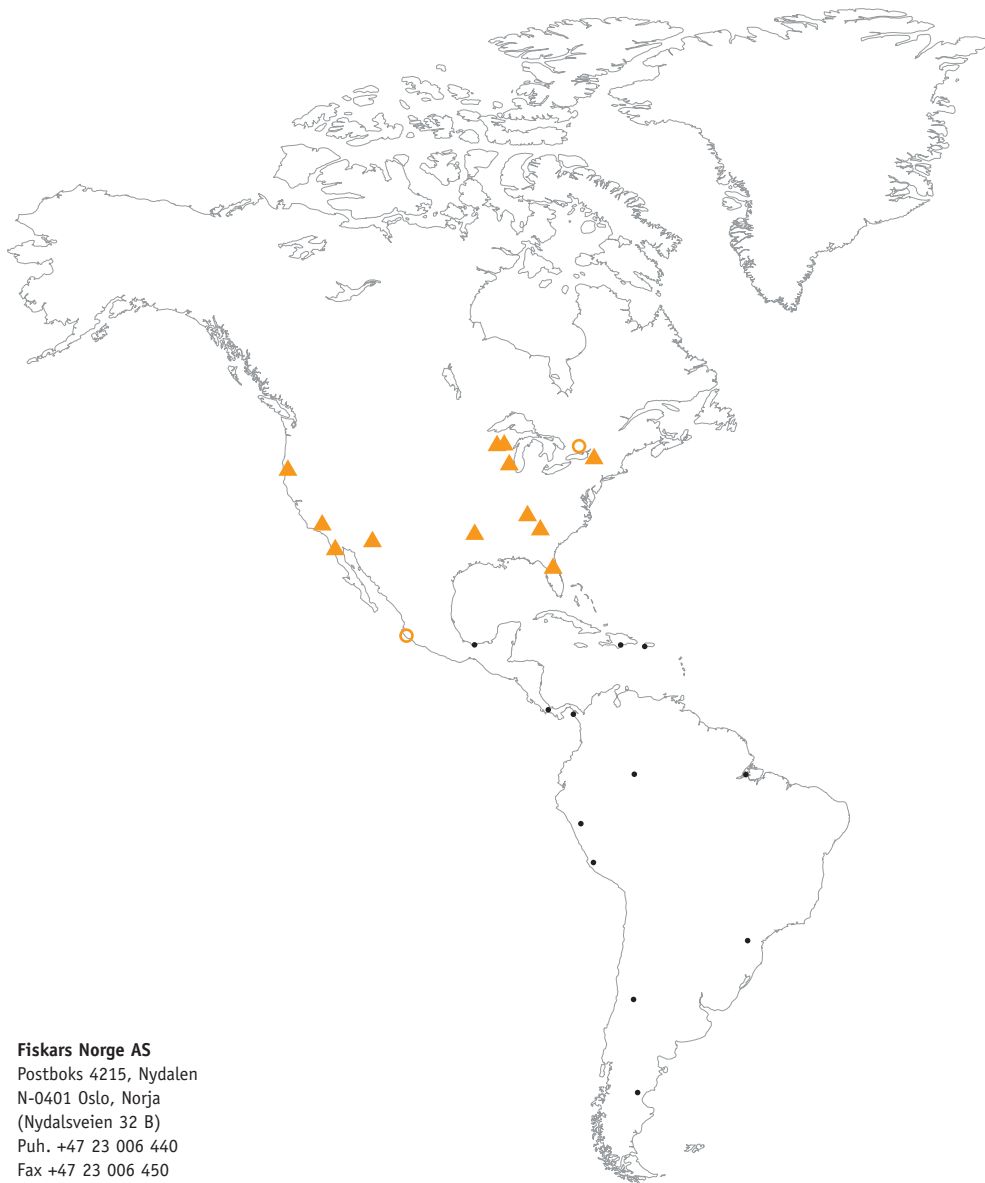 Fiskars Norge AS
Postboks 4215, Nydalen
N-0401 Oslo, Norja
(Nydalsveien 32 B)
Puh. +47 23 006 440
Fax +47 23 006 450